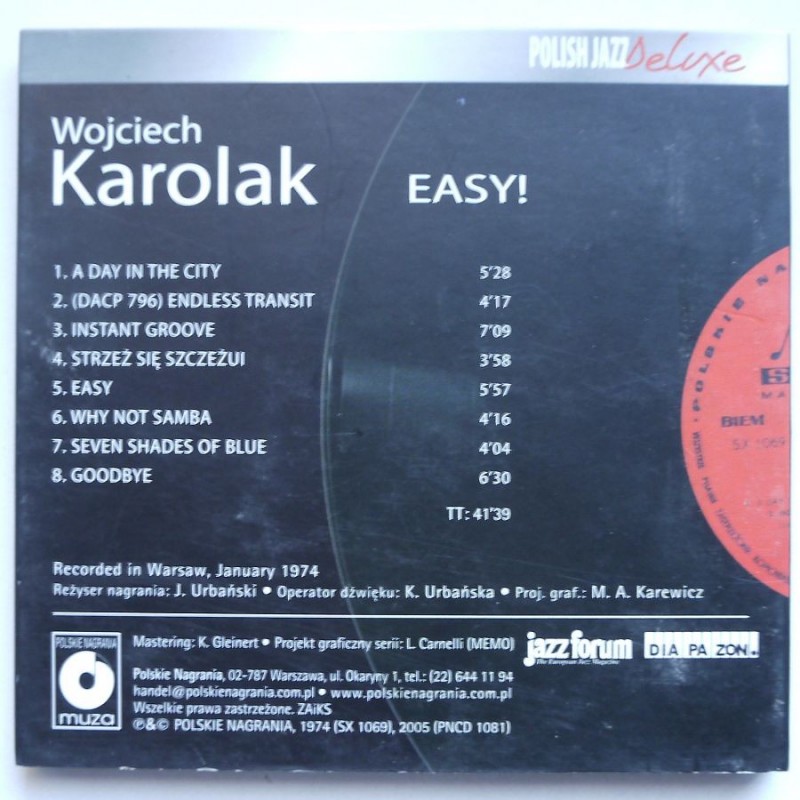 POLISH JAZZ Deluxe
Wojciech
Karolak
EASY!
1. A DAY IN THE CITY 5'28
2. (DACP 796) ENDLESS TRANSIT 4'17
3. INSTANT GROOVE 7'09
4. STRZEŻ SIĘ SZCZEŻUI 3'58
5. EASY 5'57
6. WHY NOT SAMBA 4'16
7. SEVEN SHADES OF BLUE 4'04
8. GOODBYE 6'30
TT: 41'39
POLSKIE NA
BIEM
SX 1069
Recorded in Warsaw, January 1974
Reżyser nagrania: J. Urbański • Operator dźwięku: K. Urbańska • Proj. graf.: M. A. Karewicz
POLSKIE NAGRANIA
muza
Mastering: K. Gleinert • Projekt graficzny serii: L. Carnelli (MEMO)
jazz forum
The European Jazz Magazine
DIA PA ZON.
Polskie Nagrania, 02-787 Warszawa, ul. Okaryny 1, tel.: (22) 644 11 94
handel@polskienagrania.com.pl • www.polskienagrania.com.pl
Wszelkie prawa zastrzeżone. ZAiKS
℗&© POLSKIE NAGRANIA, 1974 (SX 1069), 2005 (PNCD 1081)